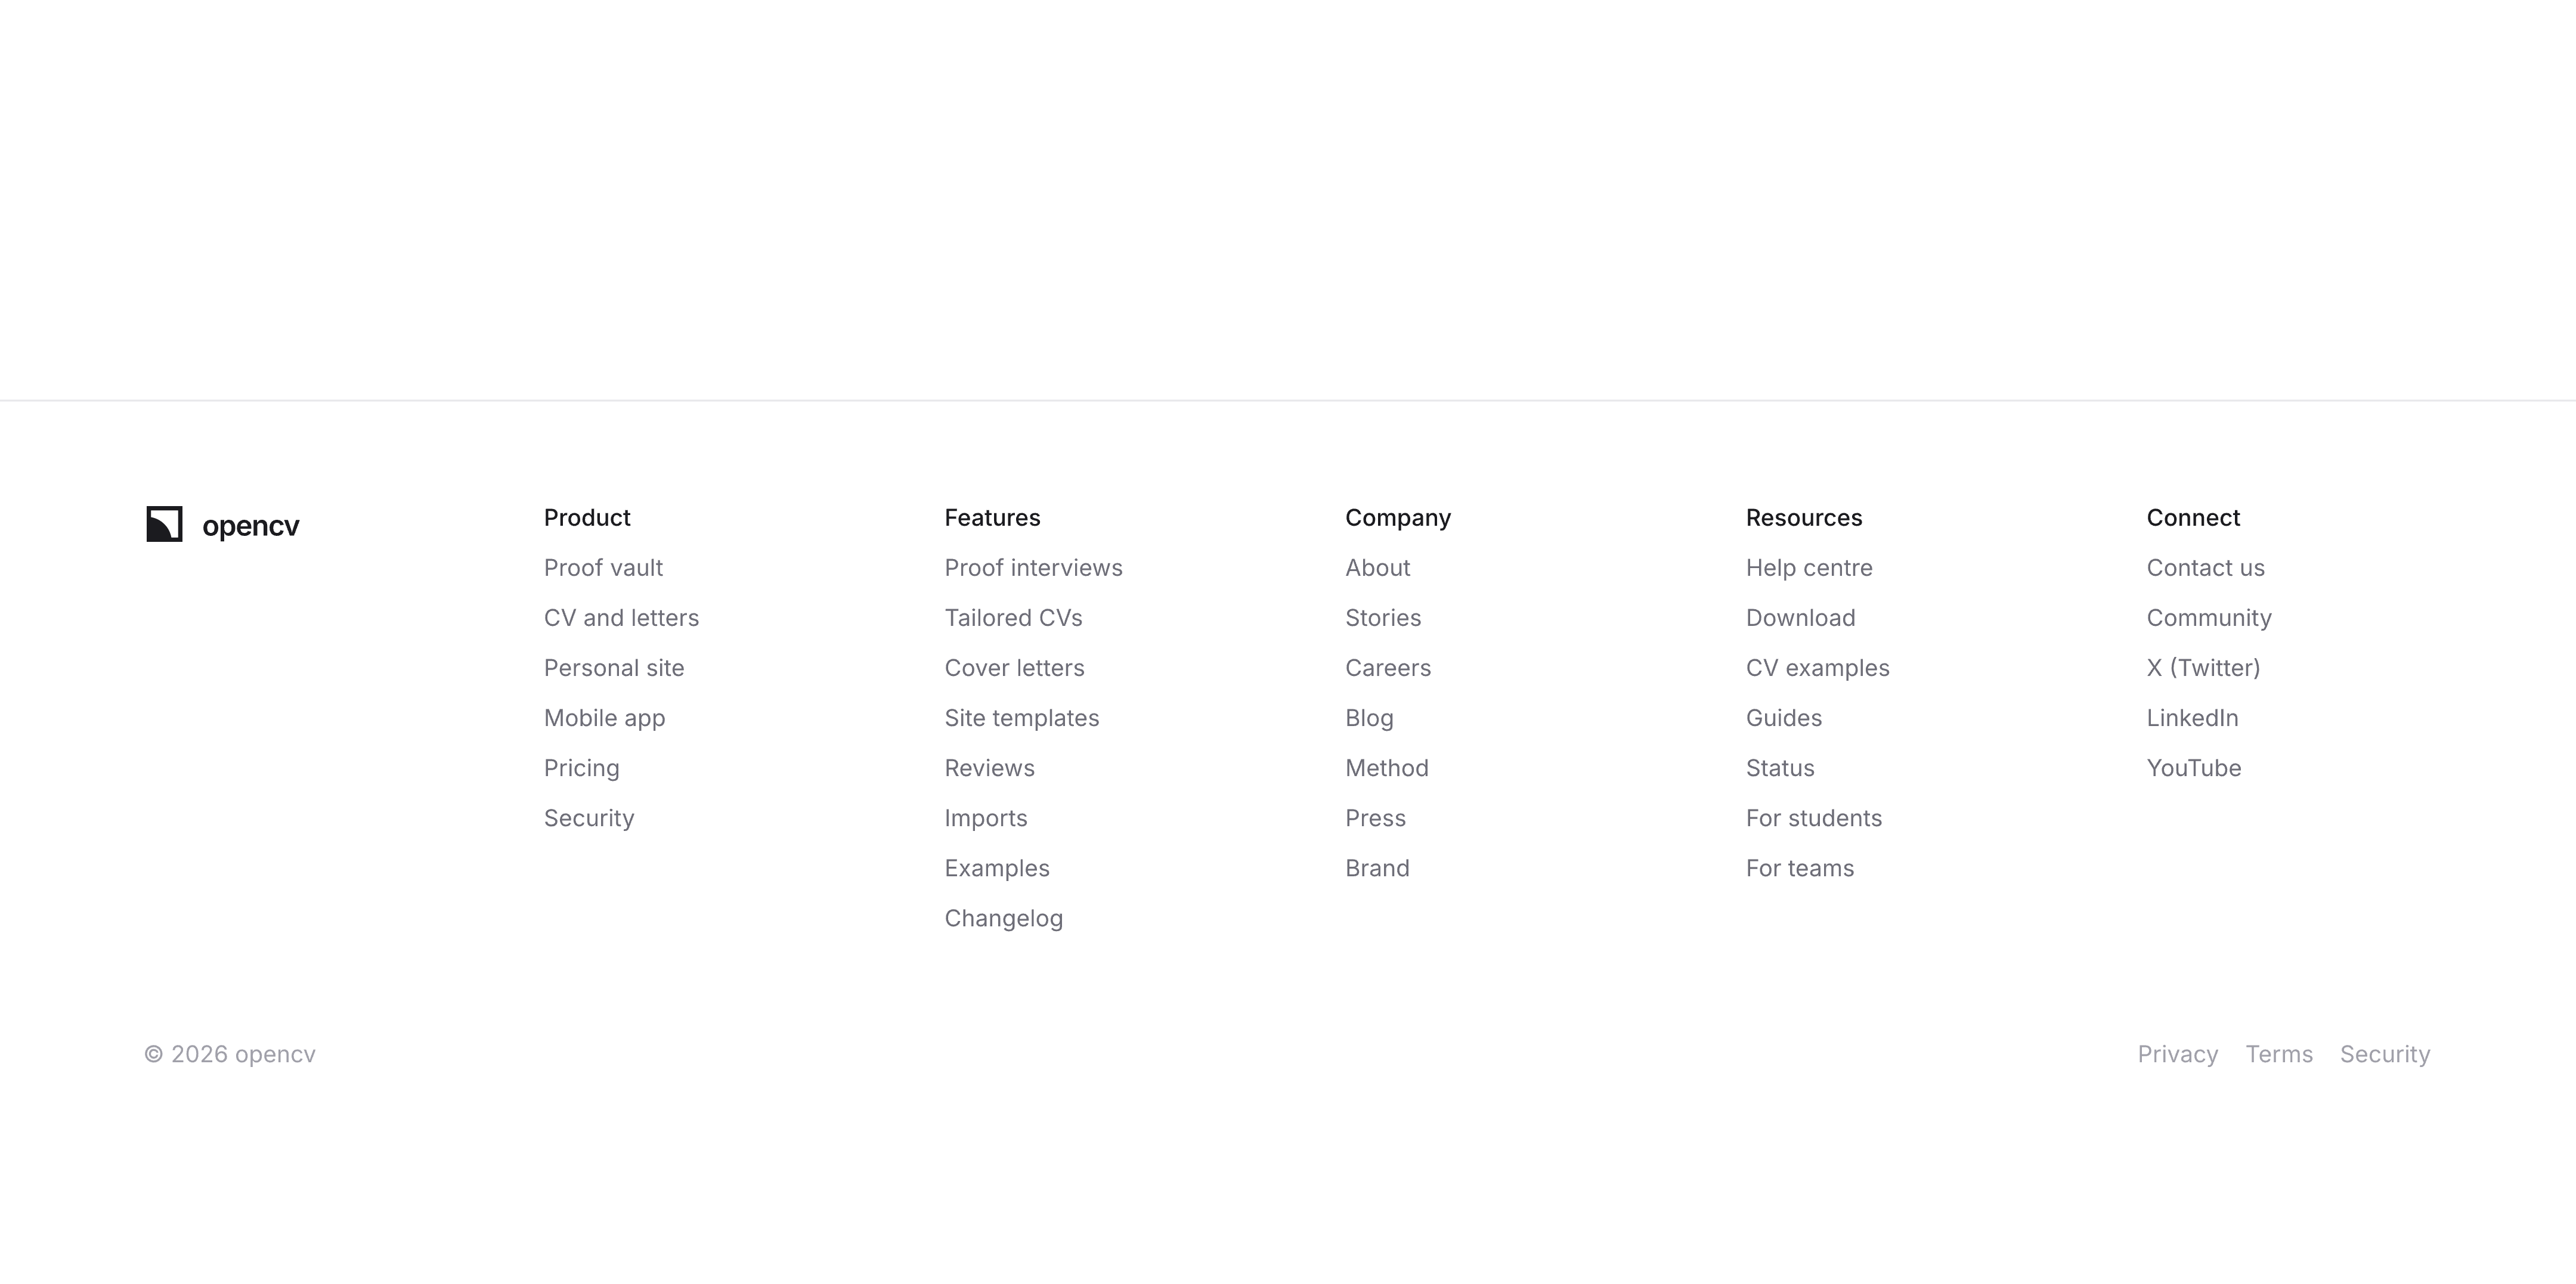 opencv
Product
Proof vault
CV and letters
Personal site
Mobile app
Pricing
Security
Features
Proof interviews
Tailored CVs
Cover letters
Site templates
Reviews
Imports
Examples
Changelog
Company
About
Stories
Careers
Blog
Method
Press
Brand
Resources
Help centre
Download
CV examples
Guides
Status
For students
For teams
Connect
Contact us
Community
X (Twitter)
LinkedIn
YouTube
© 2026 opencv
Privacy Terms Security